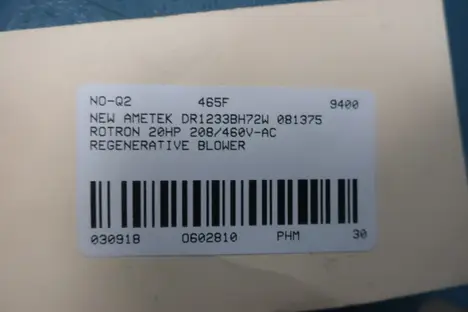 NO-Q2 465F 9400
NEW AMETEK DR1233BH72W 081375
ROTRON 20HP 208/460V-AC
REGENERATIVE BLOWER
030918 0602810 PHM 30